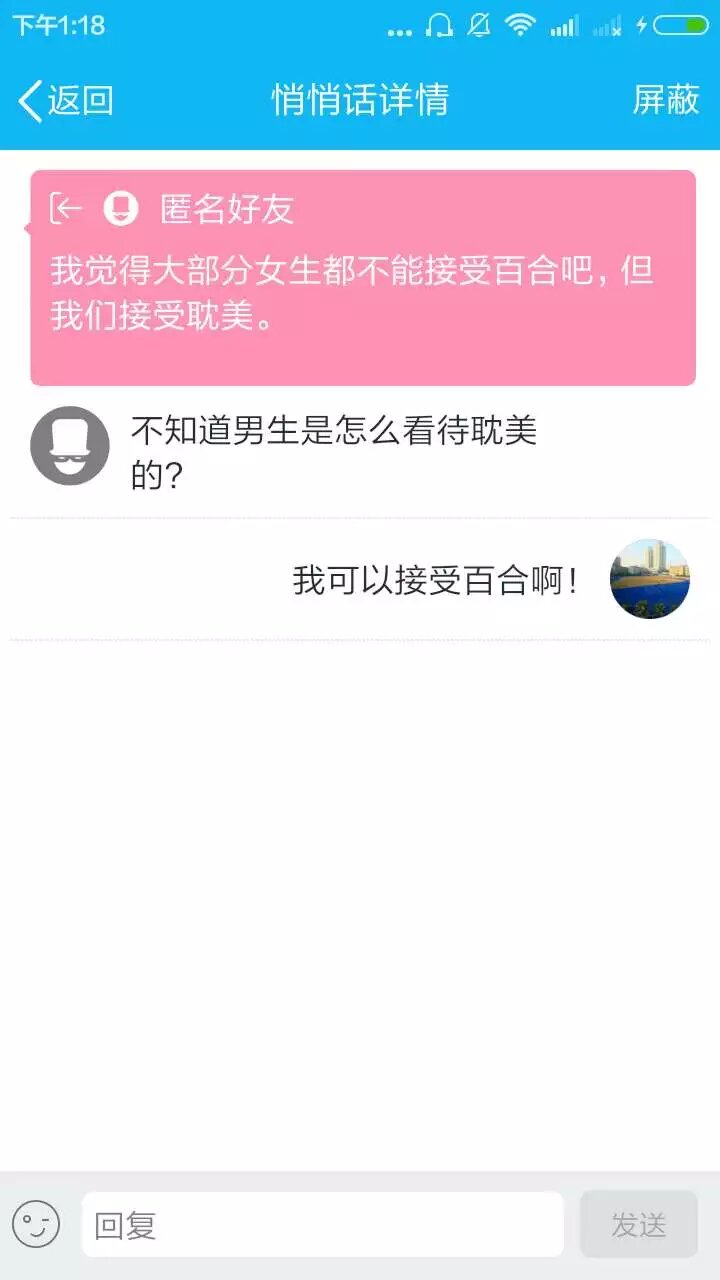 下午1:18
返回
悄悄话详情
屏蔽
匿名好友
我觉得大部分女生都不能接受百合吧，但
我们接受耽美。
不知道男生是怎么看待耽美
的？
我可以接受百合啊！
回复
发送